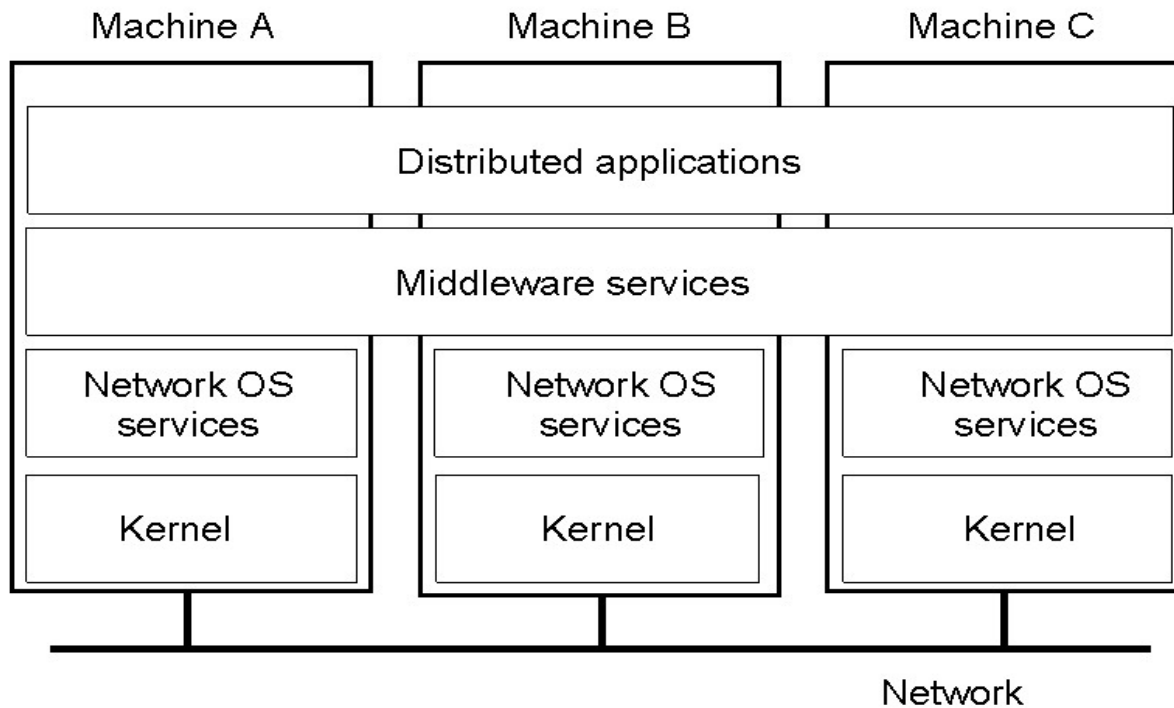 Machine A
Machine B
Machine C
Distributed applications
Middleware services
Network OS
services
Network OS
services
Network OS
services
Kernel
Kernel
Kernel
Network